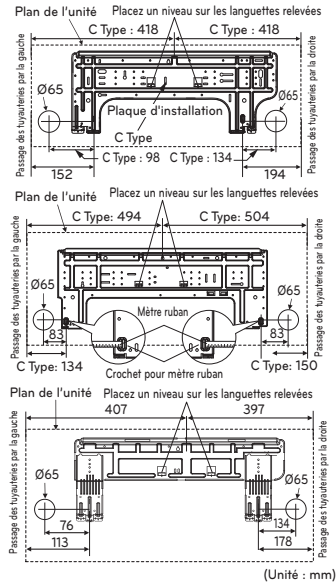 Plan de l'unité
Placez un niveau sur les languettes relevées
C Type : 418
C Type : 418
Passage des tuyauteries par la gauche
Passage des tuyauteries par la droite
Ø65
Ø65
Plaque d'installation
C Type
C Type : 98
C Type : 134
152
194
Plan de l'unité
Placez un niveau sur les languettes relevées
C Type: 494
C Type: 504
Passage des tuyauteries par la gauche
Passage des tuyauteries par la droite
Ø65
Ø65
Mètre ruban
83
83
C Type: 134
C Type: 150
Crochet pour mètre ruban
Plan de l'unité
Placez un niveau sur les languettes relevées
407
397
Passage des tuyauteries par la gauche
Passage des tuyauteries par la droite
Ø65
Ø65
76
134
113
178
(Unité : mm)